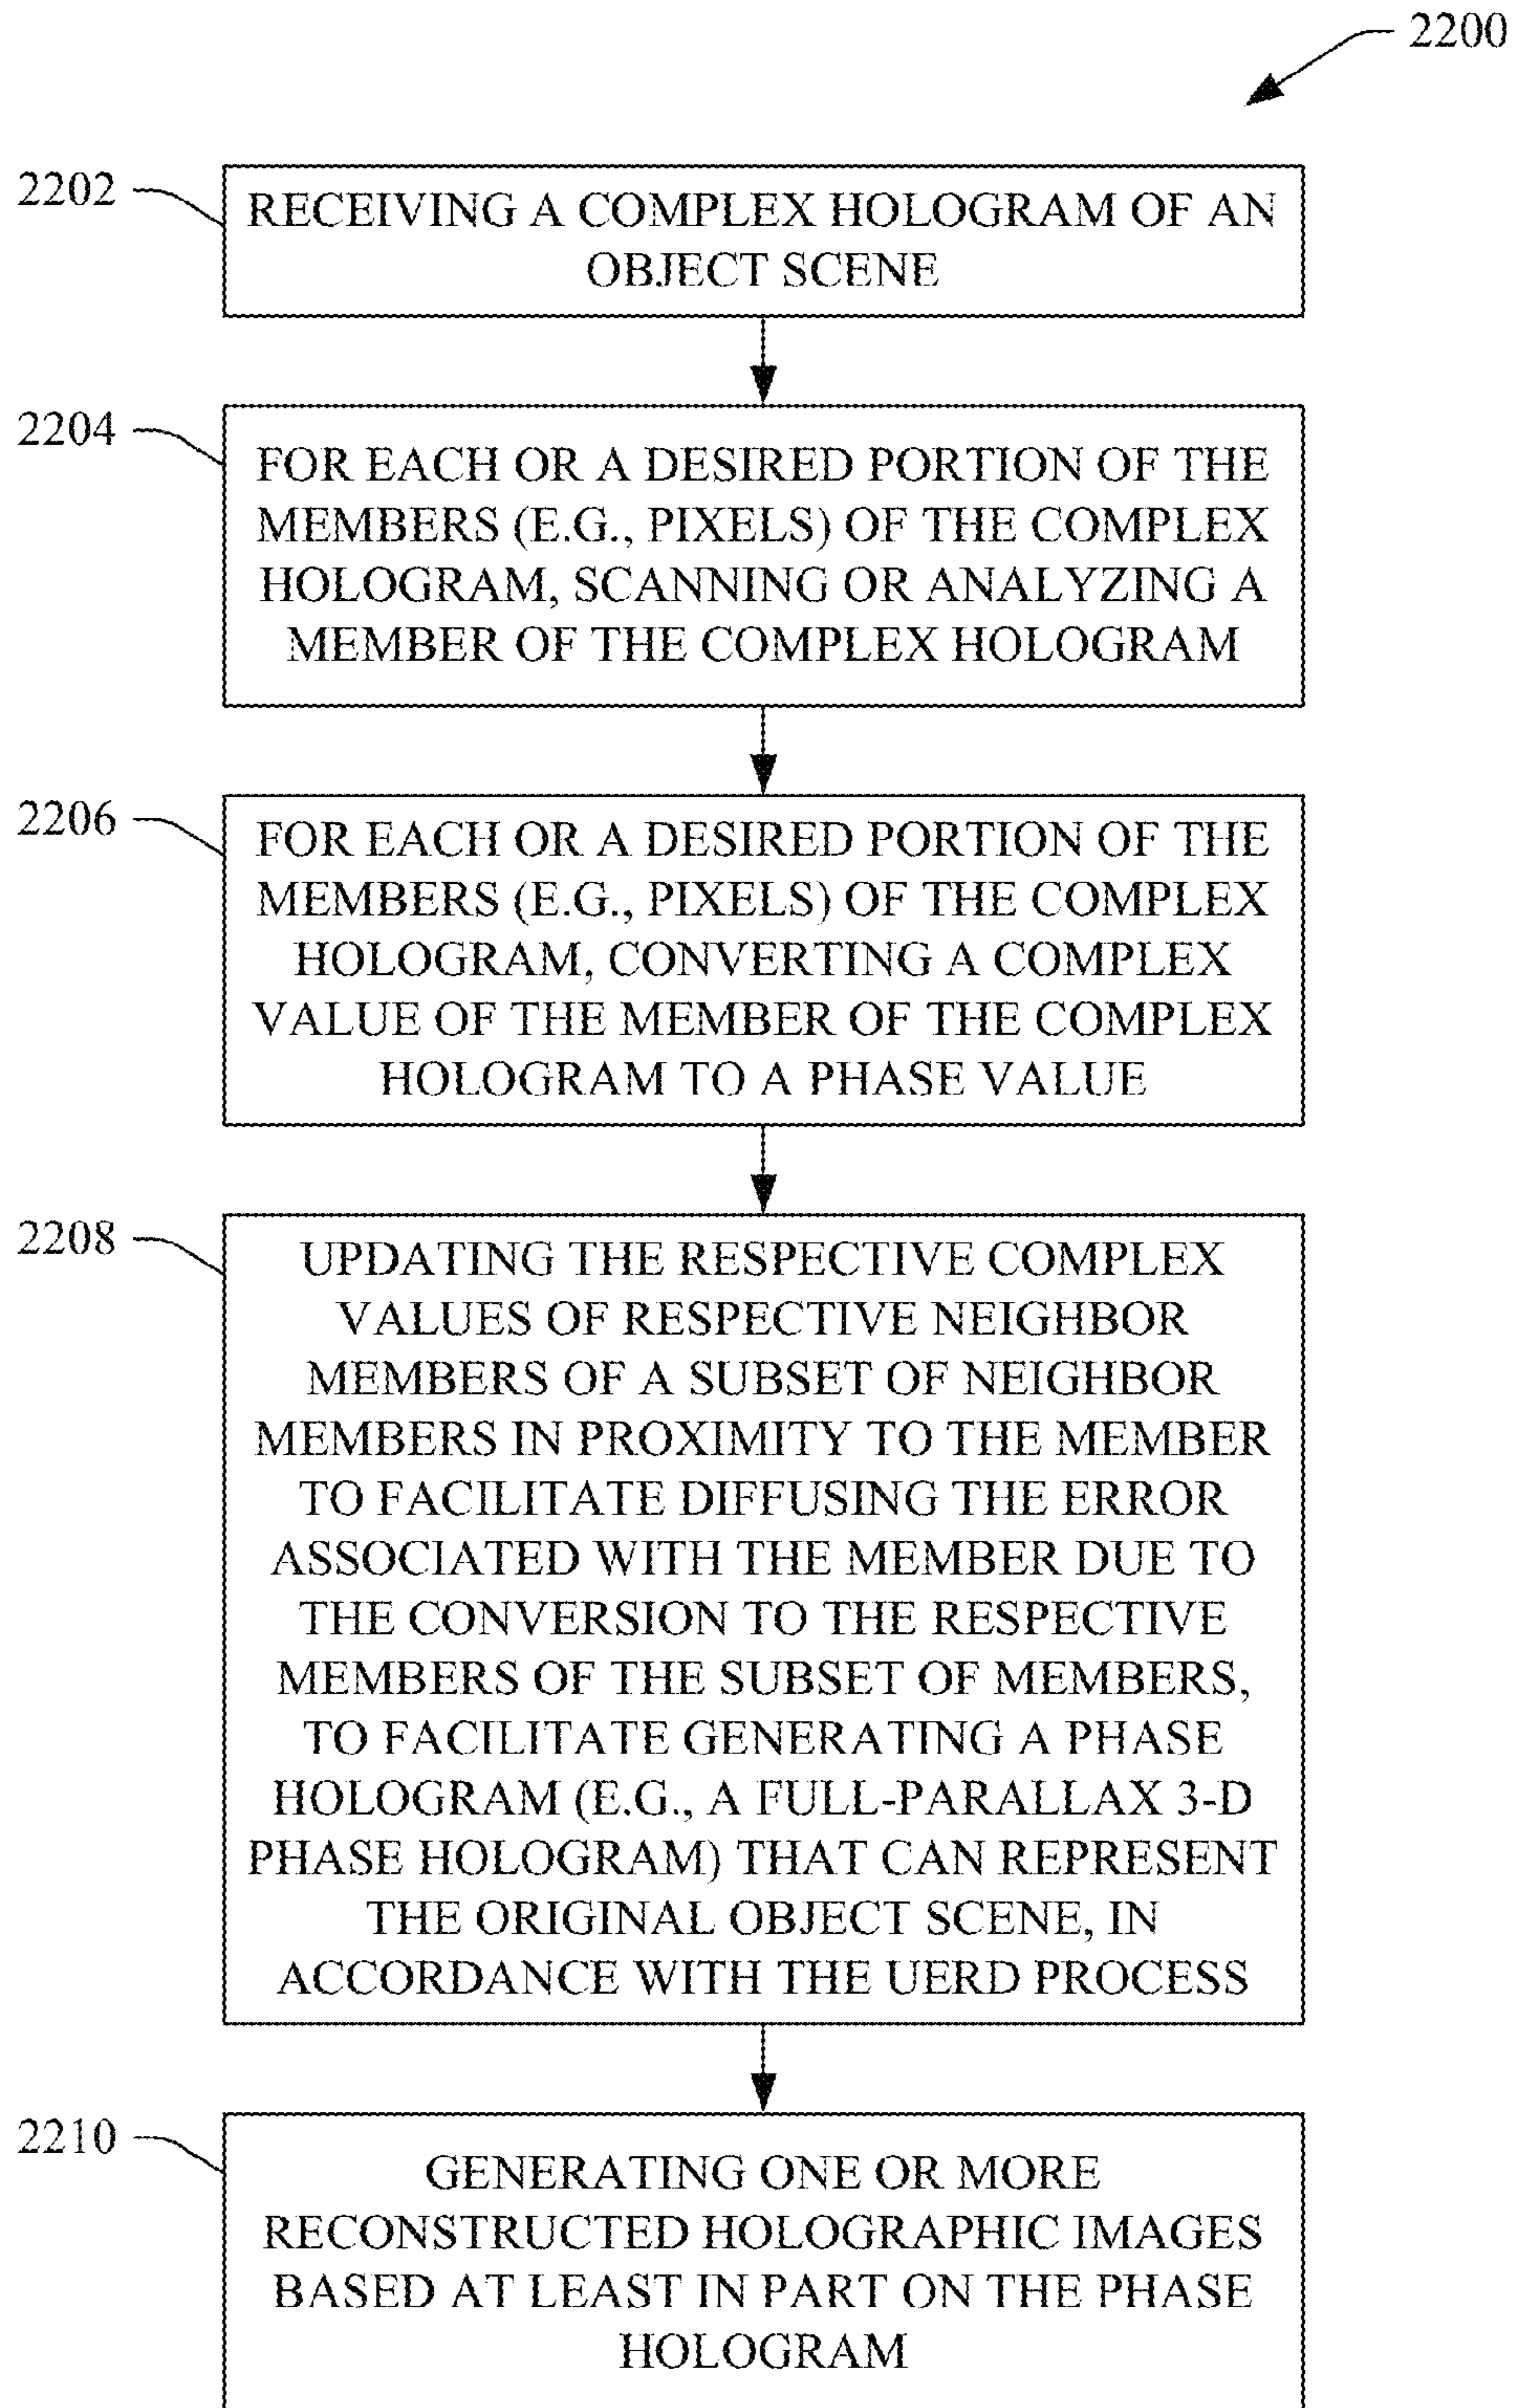 2200
2202
RECEIVING A COMPLEX HOLOGRAM OF AN
OBJECT SCENE
2204
FOR EACH OR A DESIRED PORTION OF THE
MEMBERS (E.G., PIXELS) OF THE COMPLEX
HOLOGRAM, SCANNING OR ANALYZING A
MEMBER OF THE COMPLEX HOLOGRAM
2206
FOR EACH OR A DESIRED PORTION OF THE
MEMBERS (E.G., PIXELS) OF THE COMPLEX
HOLOGRAM, CONVERTING A COMPLEX
VALUE OF THE MEMBER OF THE COMPLEX
HOLOGRAM TO A PHASE VALUE
2208
UPDATING THE RESPECTIVE COMPLEX
VALUES OF RESPECTIVE NEIGHBOR
MEMBERS OF A SUBSET OF NEIGHBOR
MEMBERS IN PROXIMITY TO THE MEMBER
TO FACILITATE DIFFUSING THE ERROR
ASSOCIATED WITH THE MEMBER DUE TO
THE CONVERSION TO THE RESPECTIVE
MEMBERS OF THE SUBSET OF MEMBERS,
TO FACILITATE GENERATING A PHASE
HOLOGRAM (E.G., A FULL-PARALLAX 3-D
PHASE HOLOGRAM) THAT CAN REPRESENT
THE ORIGINAL OBJECT SCENE, IN
ACCORDANCE WITH THE UERD PROCESS
2210
GENERATING ONE OR MORE
RECONSTRUCTED HOLOGRAPHIC IMAGES
BASED AT LEAST IN PART ON THE PHASE
HOLOGRAM